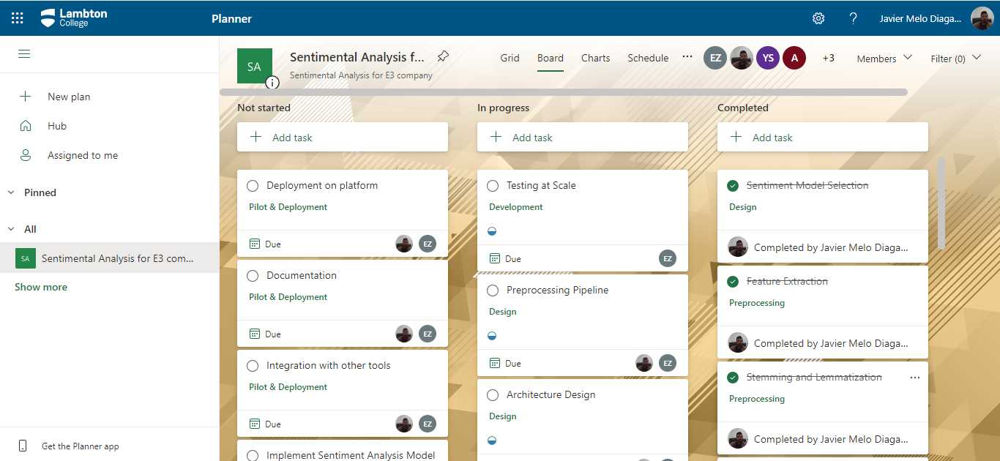 Lambton
College
Planner
?
Javier Melo Diaga...
SA
Sentimental Analysis f...
Sentimental Analysis for E3 company
Grid
Board
Charts
Schedule
...
EZ
YS
A
+3
Members
Filter (0)
New plan
Hub
Assigned to me
Pinned
All
SA
Sentimental Analysis for E3 com...
Show more
Get the Planner app
Not started
Add task
Deployment on platform
Pilot & Deployment
Due
EZ
Documentation
Pilot & Deployment
Due
EZ
Integration with other tools
Pilot & Deployment
Due
EZ
Implement Sentiment Analysis Model
In progress
Add task
Testing at Scale
Development
Due
EZ
Preprocessing Pipeline
Design
Due
EZ
Architecture Design
Design
Completed
Add task
Sentiment Model Selection
Design
Completed by Javier Melo Diaga...
Feature Extraction
Preprocessing
Completed by Javier Melo Diaga...
Stemming and Lemmatization
...
Preprocessing
Completed by Javier Melo Diaga...